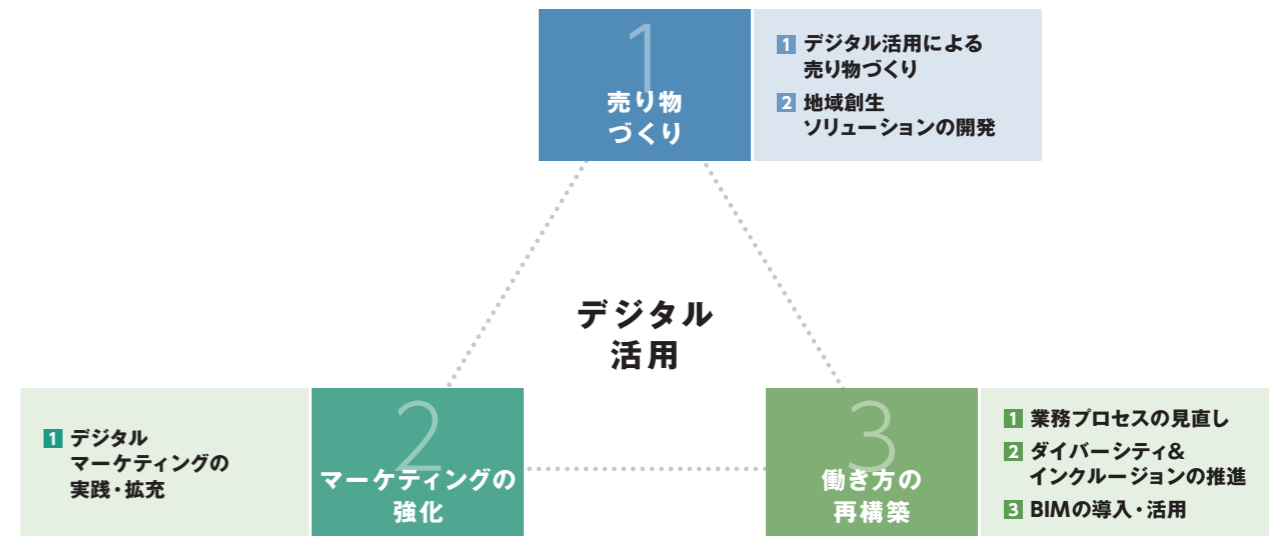 1
売り物
づくり
1 デジタル活用による
売り物づくり
2 地域創生
ソリューションの開発
デジタル
活用
1 デジタル
マーケティングの
実践・拡充
2
マーケティングの
強化
3
働き方の
再構築
1 業務プロセスの見直し
2 ダイバーシティ&
インクルージョンの推進
3 BIMの導入・活用